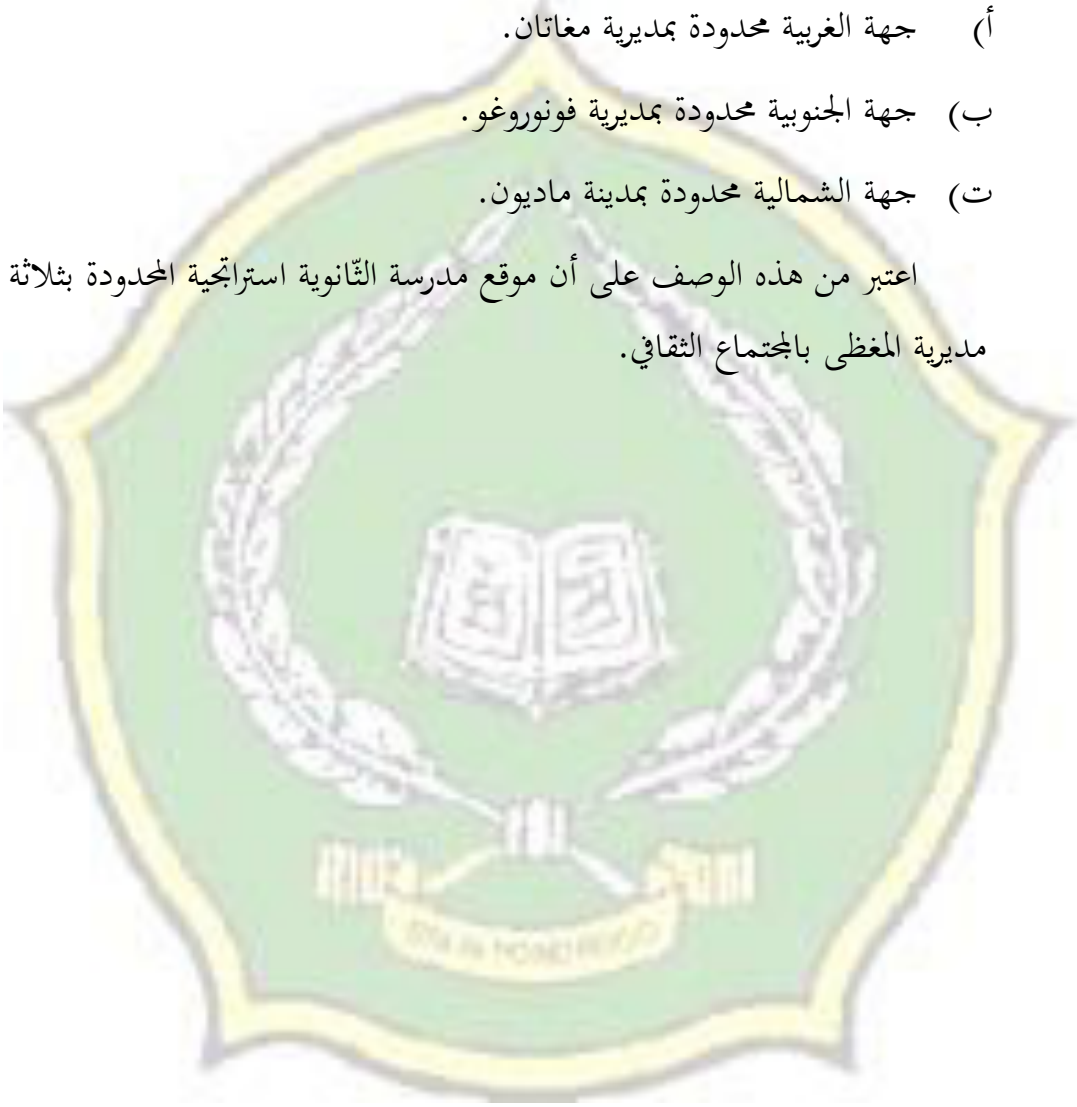 أ) جهة الغربية محدودة بمديرية مغاتان.
ب) جهة الجنوبية محدودة بمديرية فونوروغو.
ت) جهة الشمالية محدودة بمدينة ماديون.
اعتبر من هذه الوصف على أن موقع مدرسة الثّانوية استراتجية المحدودة بثلاثة
مديرية المغظى بالمجتماع الثقافي.